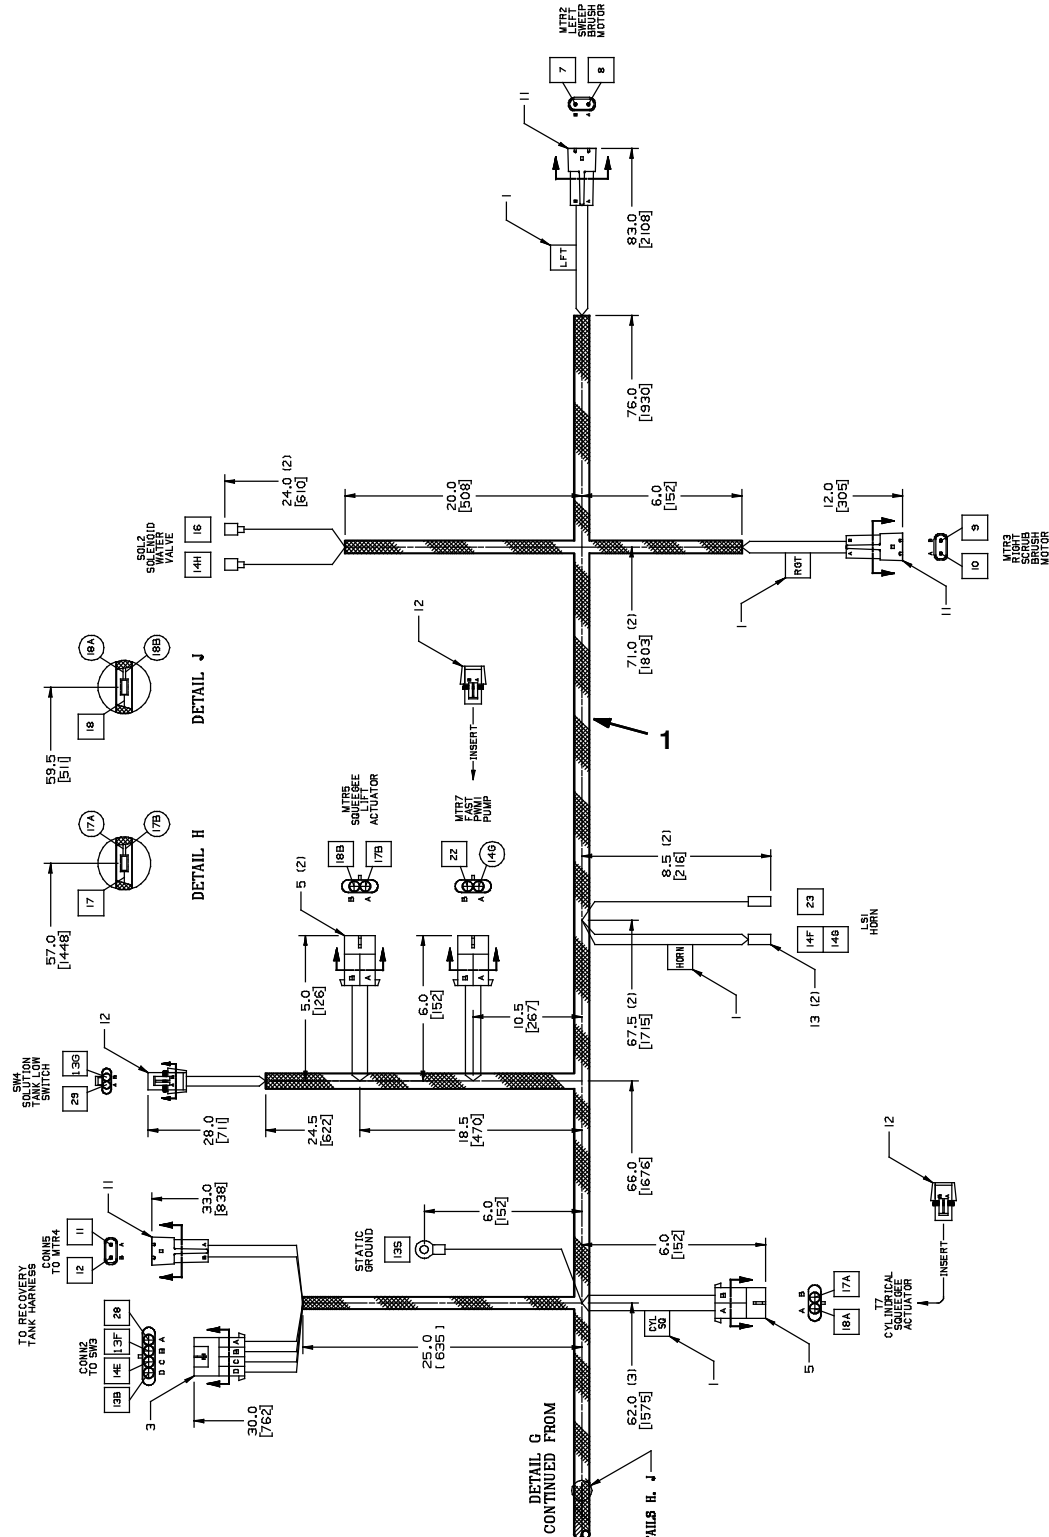 MTR2
LEFT
SWEEP
BRUSH
MOTOR
7
8
B
A
11
B
A
1
LFT
83.0
[2108]
76.0
[1930]
24.0 (2)
[610]
20.0
[508]
6.0
[152]
12.0
[305]
SOL2
SOLENOID
WATER
VALVE
16
14H
71.0 (2)
[1803]
RGT
1
A
B
11
A
9
10
MTR3
RIGHT
SCRUB
BRUSH
MOTOR
59.5
[511]
18A
18B
18
DETAIL J
57.0
[1448]
17A
17B
17
DETAIL H
12
INSERT
1
MTR5
SQUEEGEE
LIFT
ACTUATOR
18B
17B
B
A
5 (2)
MTR7
FAST
PWM1
PUMP
22
14G
B
A
5.0
[126]
B
A
6.0
[152]
B
A
10.5
[267]
8.5 (2)
[216]
67.5 (2)
[1715]
HORN
1
13 (2)
23
14F
14G
LS1
HORN
SW4
SOLUTION
TANK LOW
SWITCH
13G
29
A
B
12
28.0
[711]
24.5
[622]
18.5
[470]
66.0
[1676]
TO RECOVERY
TANK HARNESS
CONN5
TO MTR4
11
12
A
B
11
33.0
[838]
A
B
CONN2
TO SW3
28
13F
14E
13B
A
B
C
D
3
A
B
C
D
30.0
[762]
25.0
[635]
STATIC
GROUND
13S
6.0
[152]
6.0
[152]
62.0 (3)
[1575]
CYL
SQ
1
A
B
5
A
B
17A
18A
T7
CYLINDRICAL
SQUEEGEE
ACTUATOR
INSERT
12
DETAIL G
CONTINUED FROM
TAILS H, J